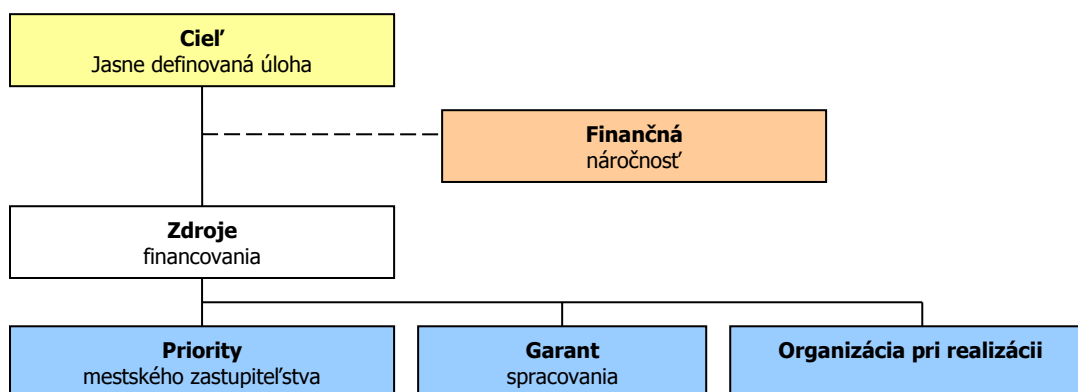 Cieľ
Jasne definovaná úloha
Finančná
náročnosť
Zdroje
financovania
Priority
mestského zastupiteľstva
Garant
spracovania
Organizácia pri realizácii